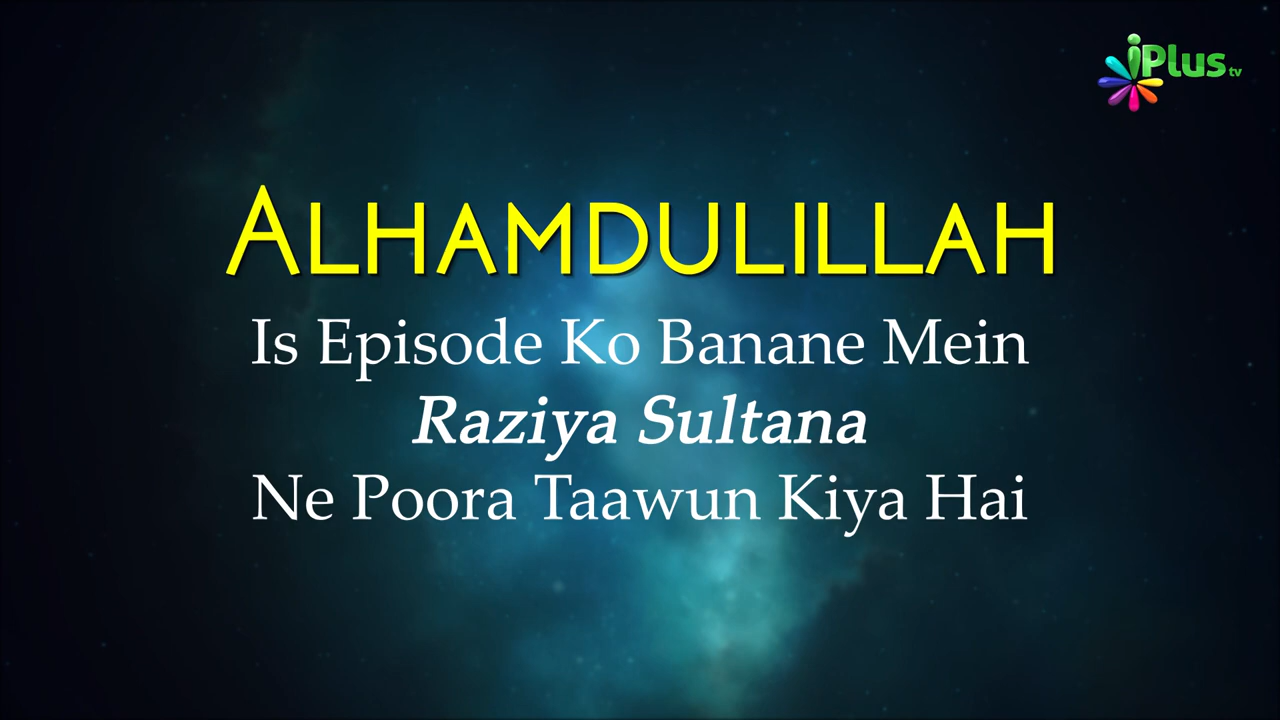 iPlus tv
ALHAMDULILLAH
Is Episode Ko Banane Mein
Raziya Sultana
Ne Poora Taawun Kiya Hai